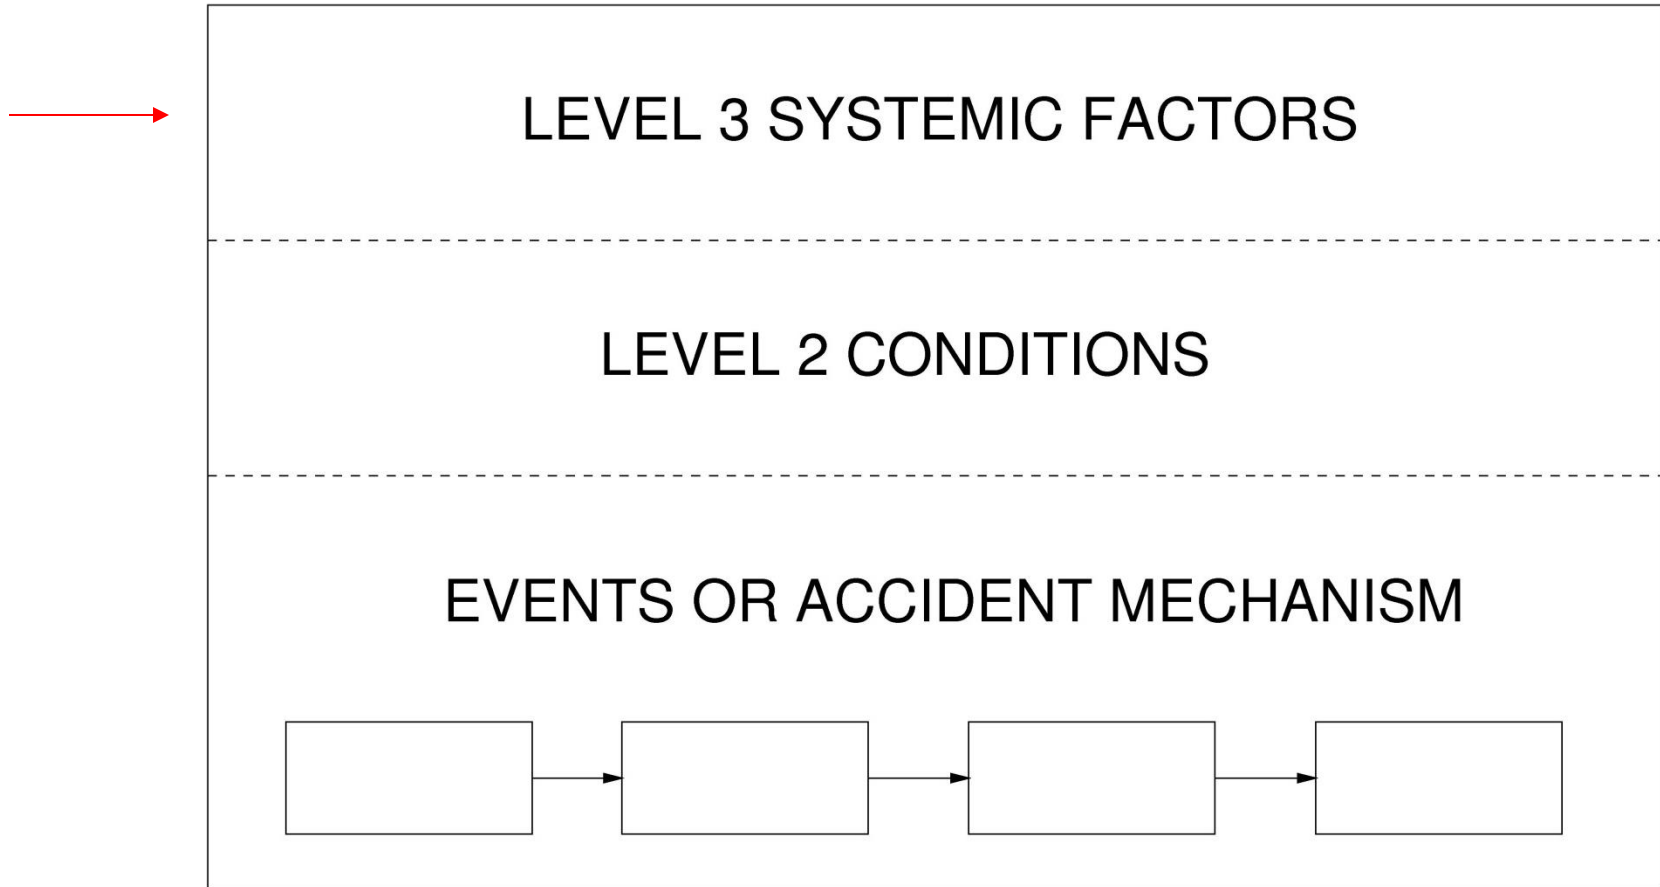 LEVEL 3 SYSTEMIC FACTORS
LEVEL 2 CONDITIONS
EVENTS OR ACCIDENT MECHANISM